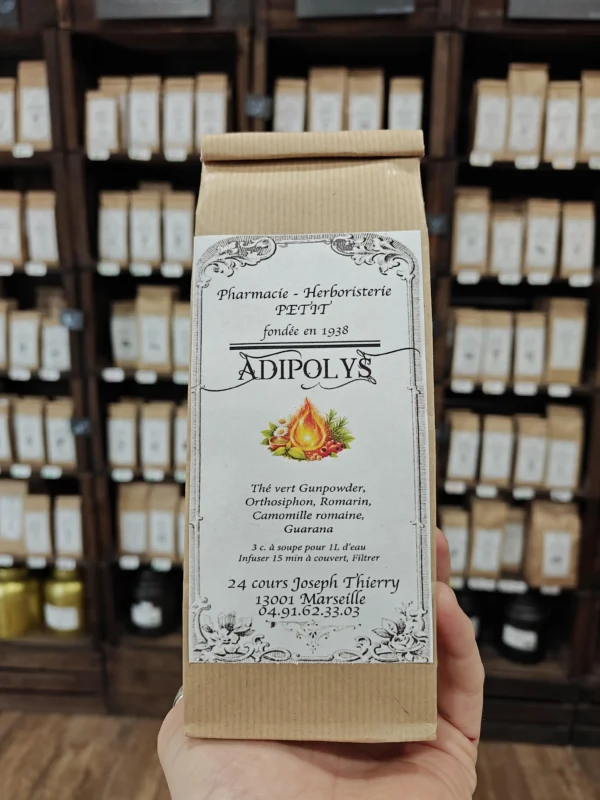 Pharmacie - Herboristerie
PETIT
fondée en 1938
ADIPOLYS
Thé vert Gunpowder,
Orthosiphon, Romarin,
Camomille romaine,
Guarana
3 c. à soupe pour 1L d'eau
Infuser 15 min à couvert, Filtrer
24 cours Joseph Thierry
13001 Marseille
04.91.62.33.03